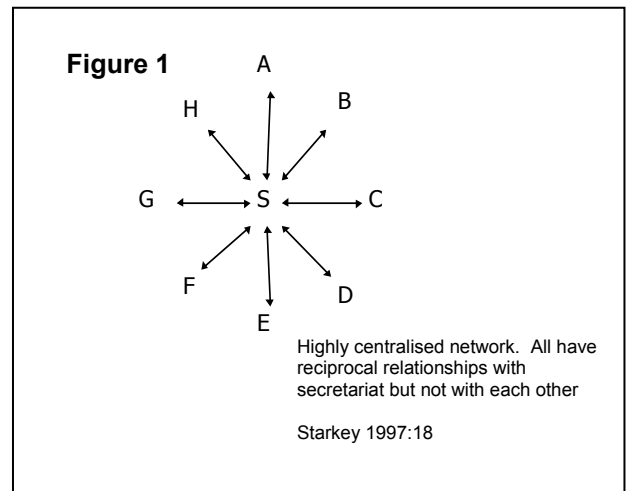 Figure 1
A
B
H
G
S
C
F
D
E
Highly centralised network.  All have
reciprocal relationships with
secretariat but not with each other
Starkey 1997:18